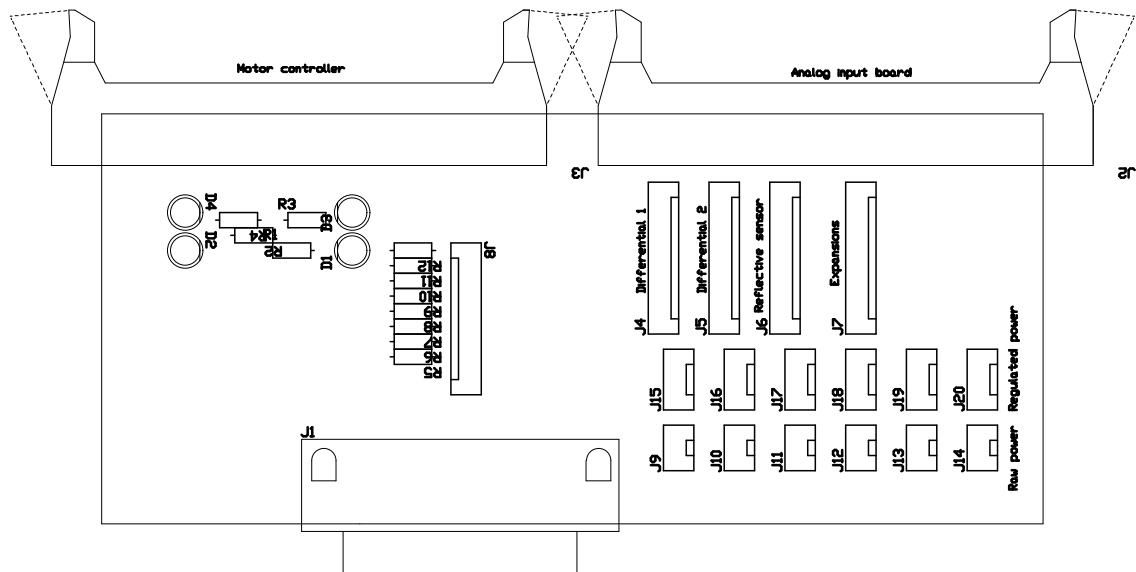 Motor controller
Analog input board
J3
J2
D4
R3
D3
D2
R4
R1
R2
D1
J8
R12
R11
R10
R9
R8
R7
R6
R5
Differential 1
J4
Differential 2
J5
Reflective sensor
J6
Expansions
J7
J15
J16
J17
J18
J19
J20
Regulated power
J1
J9
J10
J11
J12
J13
J14
Raw power